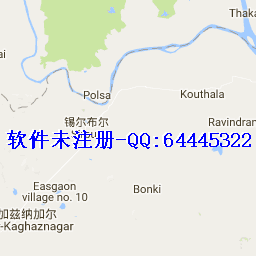 Thaka
ai
Polsa
Kouthala
锡尔布尔
Ravindran
软件未注册-QQ:64445322
Easgaon
village no. 10
Bonki
加兹纳加尔
-Kaghaznagar